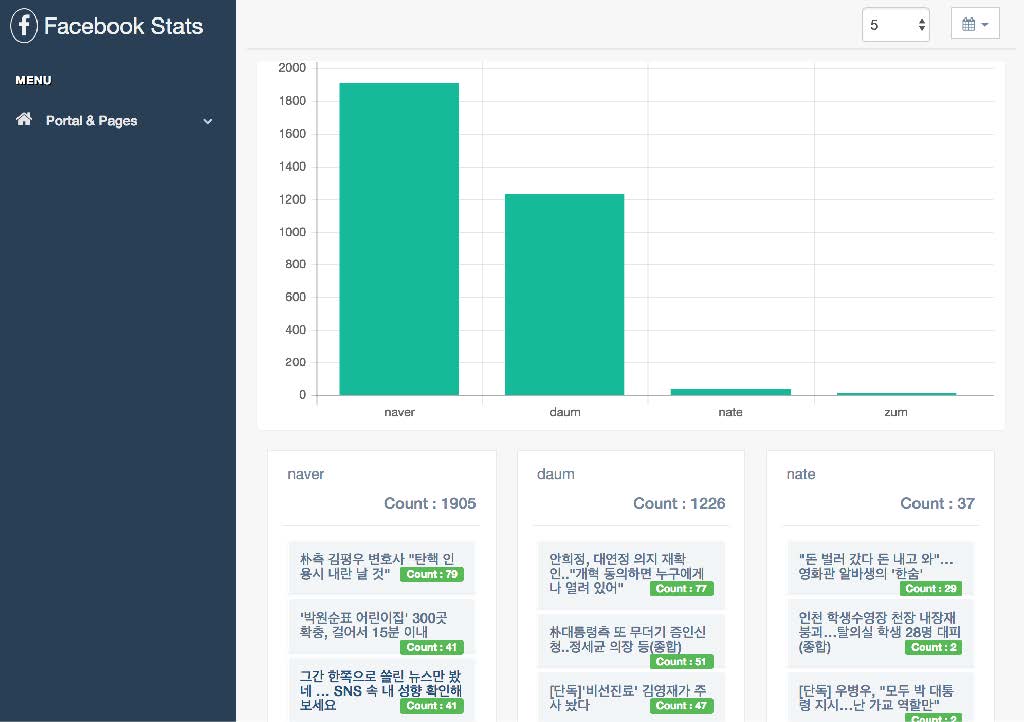 Facebook Stats
MENU
Portal & Pages
5
2000
1800
1600
1400
1200
1000
800
600
400
200
0
naver
daum
nate
zum
naver
Count : 1905
朴측 김평우 변호사 "탄핵 인
용시 내란 날 것"
Count : 79
'박원순표 어린이집' 300곳
확충, 걸어서 15분 이내
Count : 41
그간 한쪽으로 쏠린 뉴스만 봤
네 ... SNS 속 내 성향 확인해
보세요
Count : 41
daum
Count : 1226
안희정, 대연정 의지 재확
인.."개혁 동의하면 누구에게
나 열려 있어"
Count : 77
朴대통령측 또 무더기 증인신
청..정세균 의장 등(종합)
Count : 51
[단독]'비선진료' 김영재가 주
사 놨다
Count : 47
nate
Count : 37
"돈 벌러 갔다 돈 내고 와"...
영화관 알바생의 '한숨'
Count : 29
인천 학생수영장 천장 내장재
붕괴...탈의실 학생 28명 대피
(종합)
Count : 2
[단독] 우병우, "모두 박 대통
령 지시...난 가교 역할만"
Count : 2